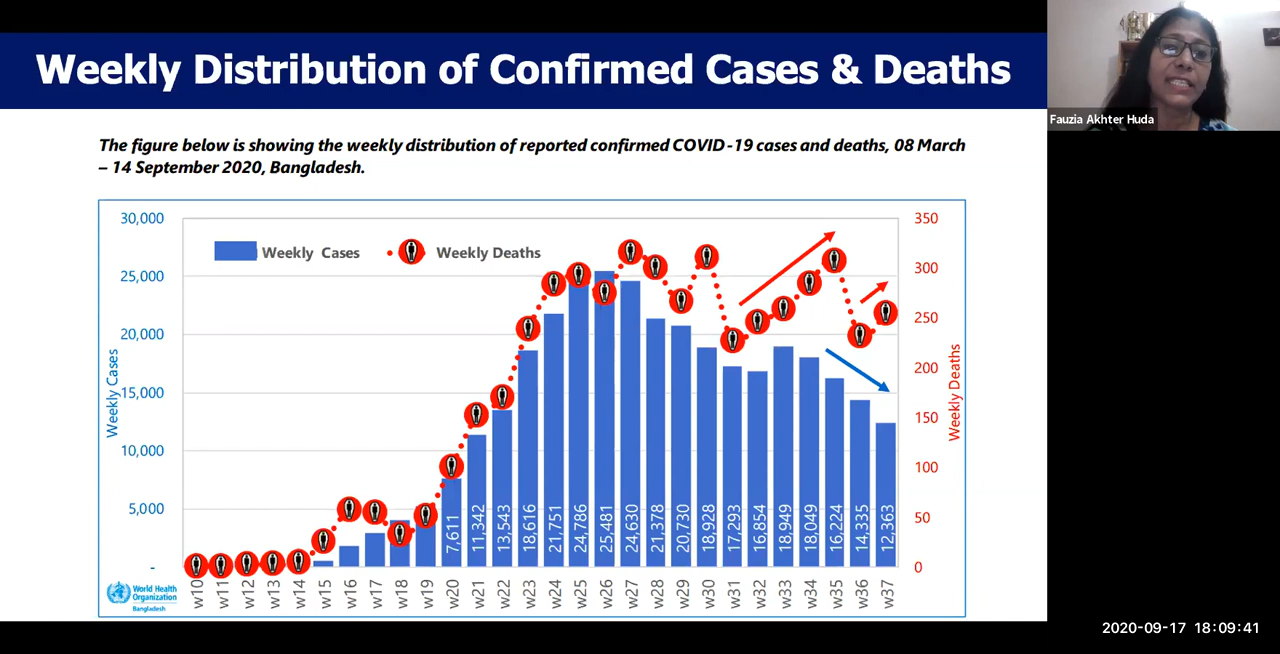 Weekly Distribution of Confirmed Cases & Deaths
Fauzia Akhter Huda
The figure below is showing the weekly distribution of reported confirmed COVID-19 cases and deaths, 08 March
– 14 September 2020, Bangladesh.
30,000
25,000
20,000
15,000
10,000
5,000
-
Weekly Cases
Weekly Cases
Weekly Deaths
350
300
250
200
150
100
50
0
Weekly Deaths
7,611
11,342
13,543
18,616
21,751
24,786
25,481
24,630
21,378
20,730
18,928
17,293
16,854
18,949
18,049
16,224
14,335
12,363
w10
w11
w12
w13
w14
w15
w16
w17
w18
w19
w20
w21
w22
w23
w24
w25
w26
w27
w28
w29
w30
w31
w32
w33
w34
w35
w36
w37
World Health
Organization
Bangladesh
2020-09-17 18:09:41